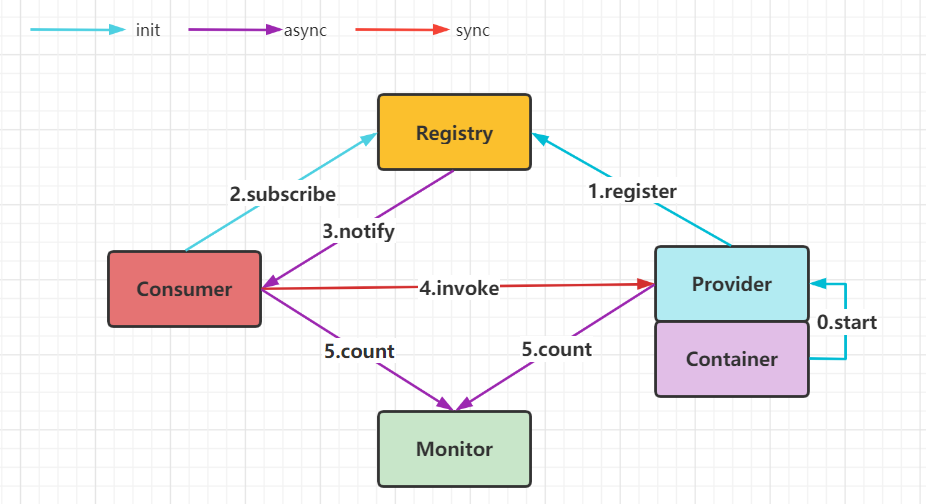 init
async
sync
Registry
2.subscribe
1.register
3.notify
Consumer
4.invoke
Provider
0.start
5.count
5.count
Container
Monitor